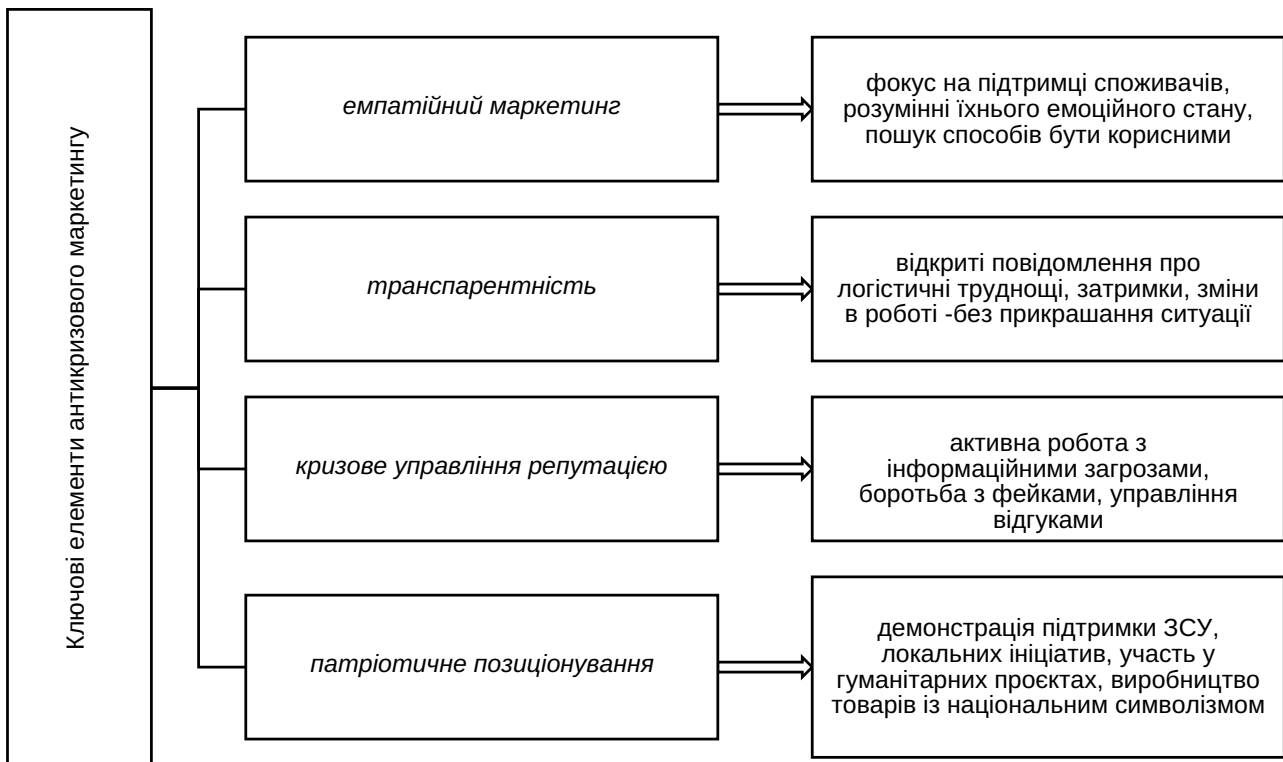 Ключові елементи антикризового маркетингу
емпатійний маркетинг
фокус на підтримці споживачів,
розумінні їхнього емоційного стану,
пошук способів бути корисними
транспарентність
відкриті повідомлення про
логістичні труднощі, затримки, зміни
в роботі -без прикрашання ситуації
кризове управління репутацією
активна робота з
інформаційними загрозами,
боротьба з фейками, управління
відгуками
патріотичне позиціонування
демонстрація підтримки ЗСУ,
локальних ініціатив, участь у
гуманітарних проєктах, виробництво
товарів із національним символізмом